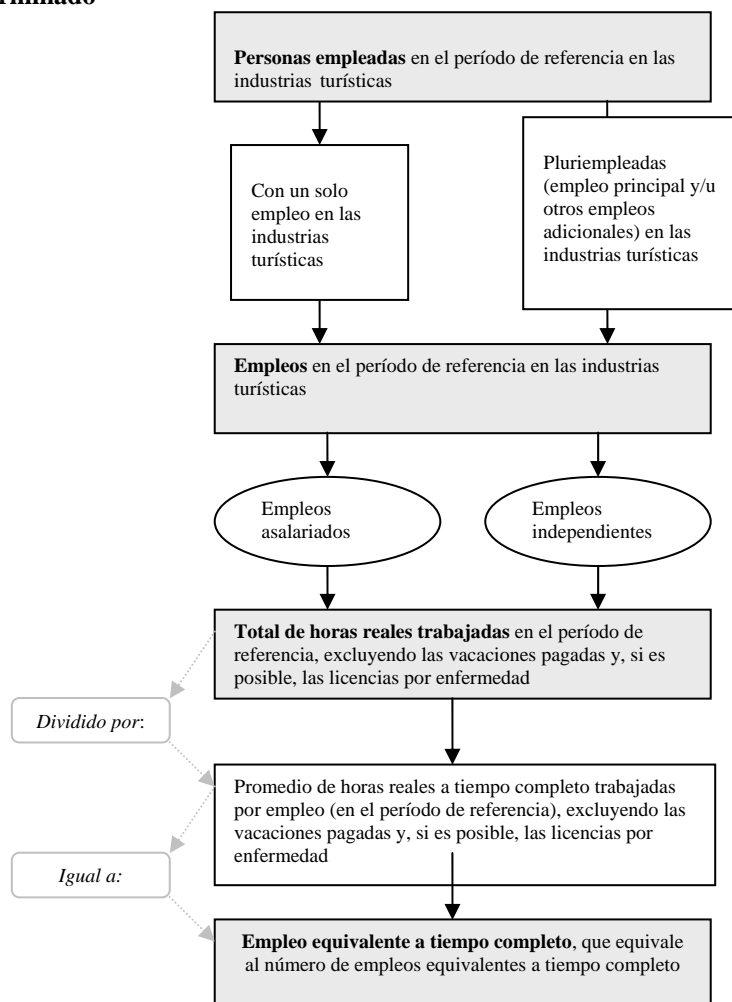 Personas empleadas en el período de referencia en las
industrias turísticas
Con un solo
empleo en las
industrias
turísticas
Pluriempleadas
(empleo principal y/u
otros empleos
adicionales) en las
industrias turísticas
Empleos en el período de referencia en las industrias
turísticas
Empleos
asalariados
Empleos
independientes
Total de horas reales trabajadas en el período de
referencia, excluyendo las vacaciones pagadas y, si es
posible, las licencias por enfermedad
Dividido por:
Promedio de horas reales a tiempo completo trabajadas
por empleo (en el período de referencia), excluyendo las
vacaciones pagadas y, si es posible, las licencias por
enfermedad
Igual a:
Empleo equivalente a tiempo completo, que equivale
al número de empleos equivalentes a tiempo completo